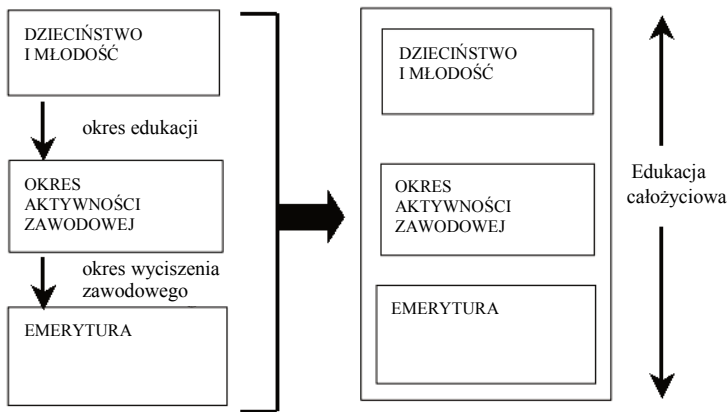 DZIECIŃSTWO
I MŁODOŚĆ
okres edukacji
OKRES
AKTYWNOŚCI
ZAWODOWEJ
okres wyciszenia
zawodowego
EMERYTURA
DZIECIŃSTWO
I MŁODOŚĆ
OKRES
AKTYWNOŚCI
ZAWODOWEJ
EMERYTURA
Edukacja
całożyciowa